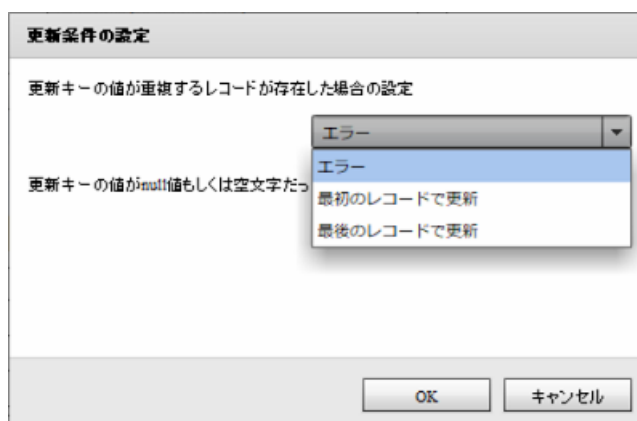 更新条件の設定
更新キーの値が重複するレコードが存在した場合の設定
エラー
エラー
更新キーの値がnull値もしくは空文字だっ
最初のレコードで更新
最後のレコードで更新
OK キャンセル